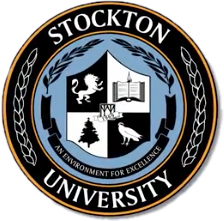 STOCKTON
AN ENVIRONMENT FOR EXCELLENCE
UNIVERSITY